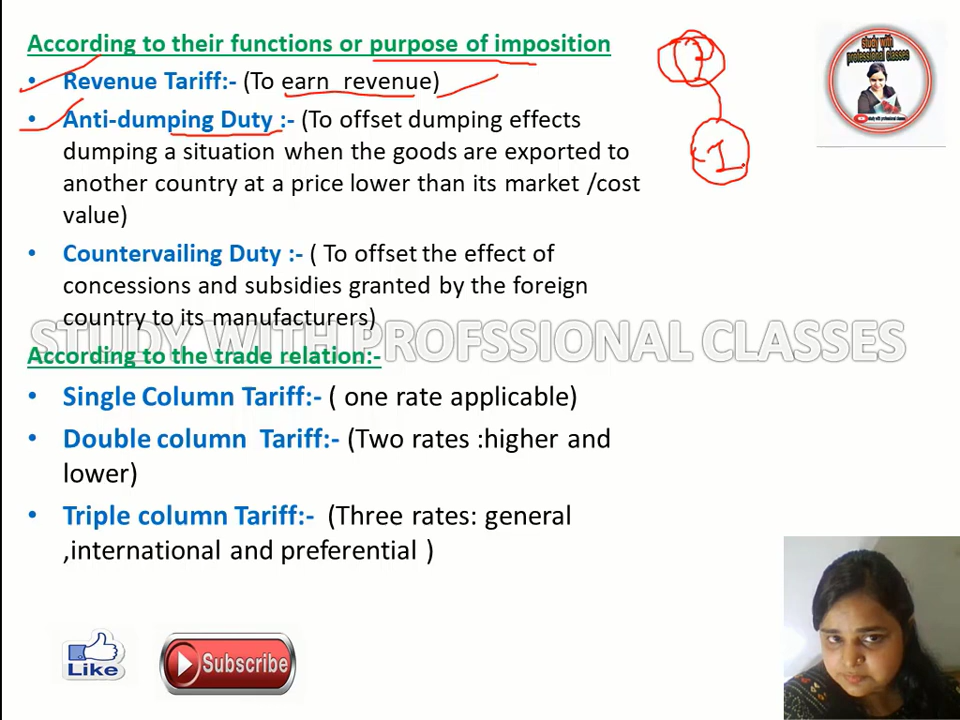 According to their functions or purpose of imposition
• Revenue Tariff:- (To earn revenue)
• Anti-dumping Duty :- (To offset dumping effects
dumping a situation when the goods are exported to
another country at a price lower than its market /cost
value)
• Countervailing Duty :- ( To offset the effect of
concessions and subsidies granted by the foreign
country to its manufacturers)
STUDY WITH PROFSSIONAL CLASSES
According to the trade relation:-
• Single Column Tariff:- ( one rate applicable)
• Double column Tariff:- (Two rates :higher and
lower)
• Triple column Tariff:- (Three rates: general
,international and preferential )
Like
Subscribe
P
I
study with
professional classes